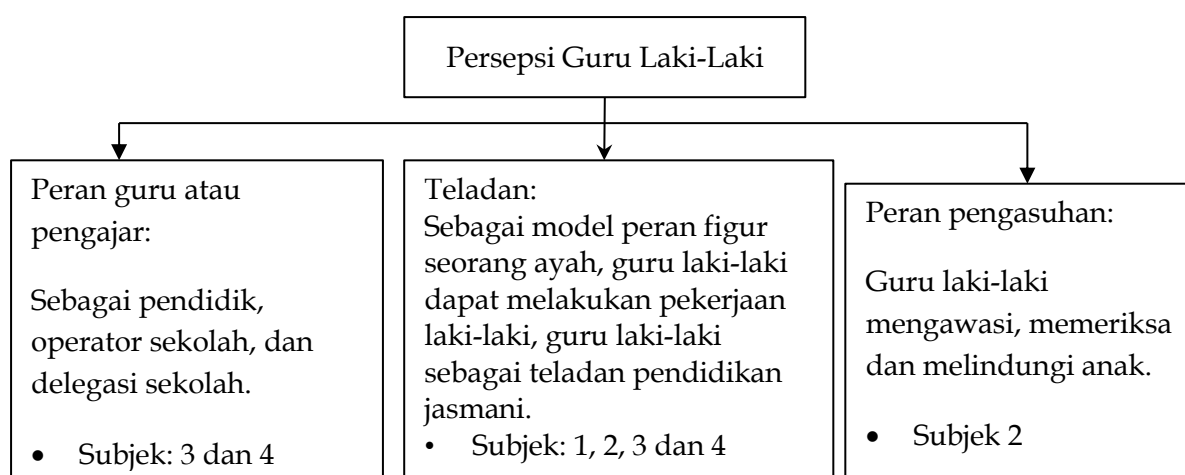 Persepsi Guru Laki-Laki
Peran guru atau
pengajar:
Sebagai pendidik,
operator sekolah, dan
delegasi sekolah.
• Subjek: 3 dan 4
Teladan:
Sebagai model peran figur
seorang ayah, guru laki-laki
dapat melakukan pekerjaan
laki-laki, guru laki-laki
sebagai teladan pendidikan
jasmani.
• Subjek: 1, 2, 3 dan 4
Peran pengasuhan:
Guru laki-laki
mengawasi, memeriksa
dan melindungi anak.
• Subjek 2